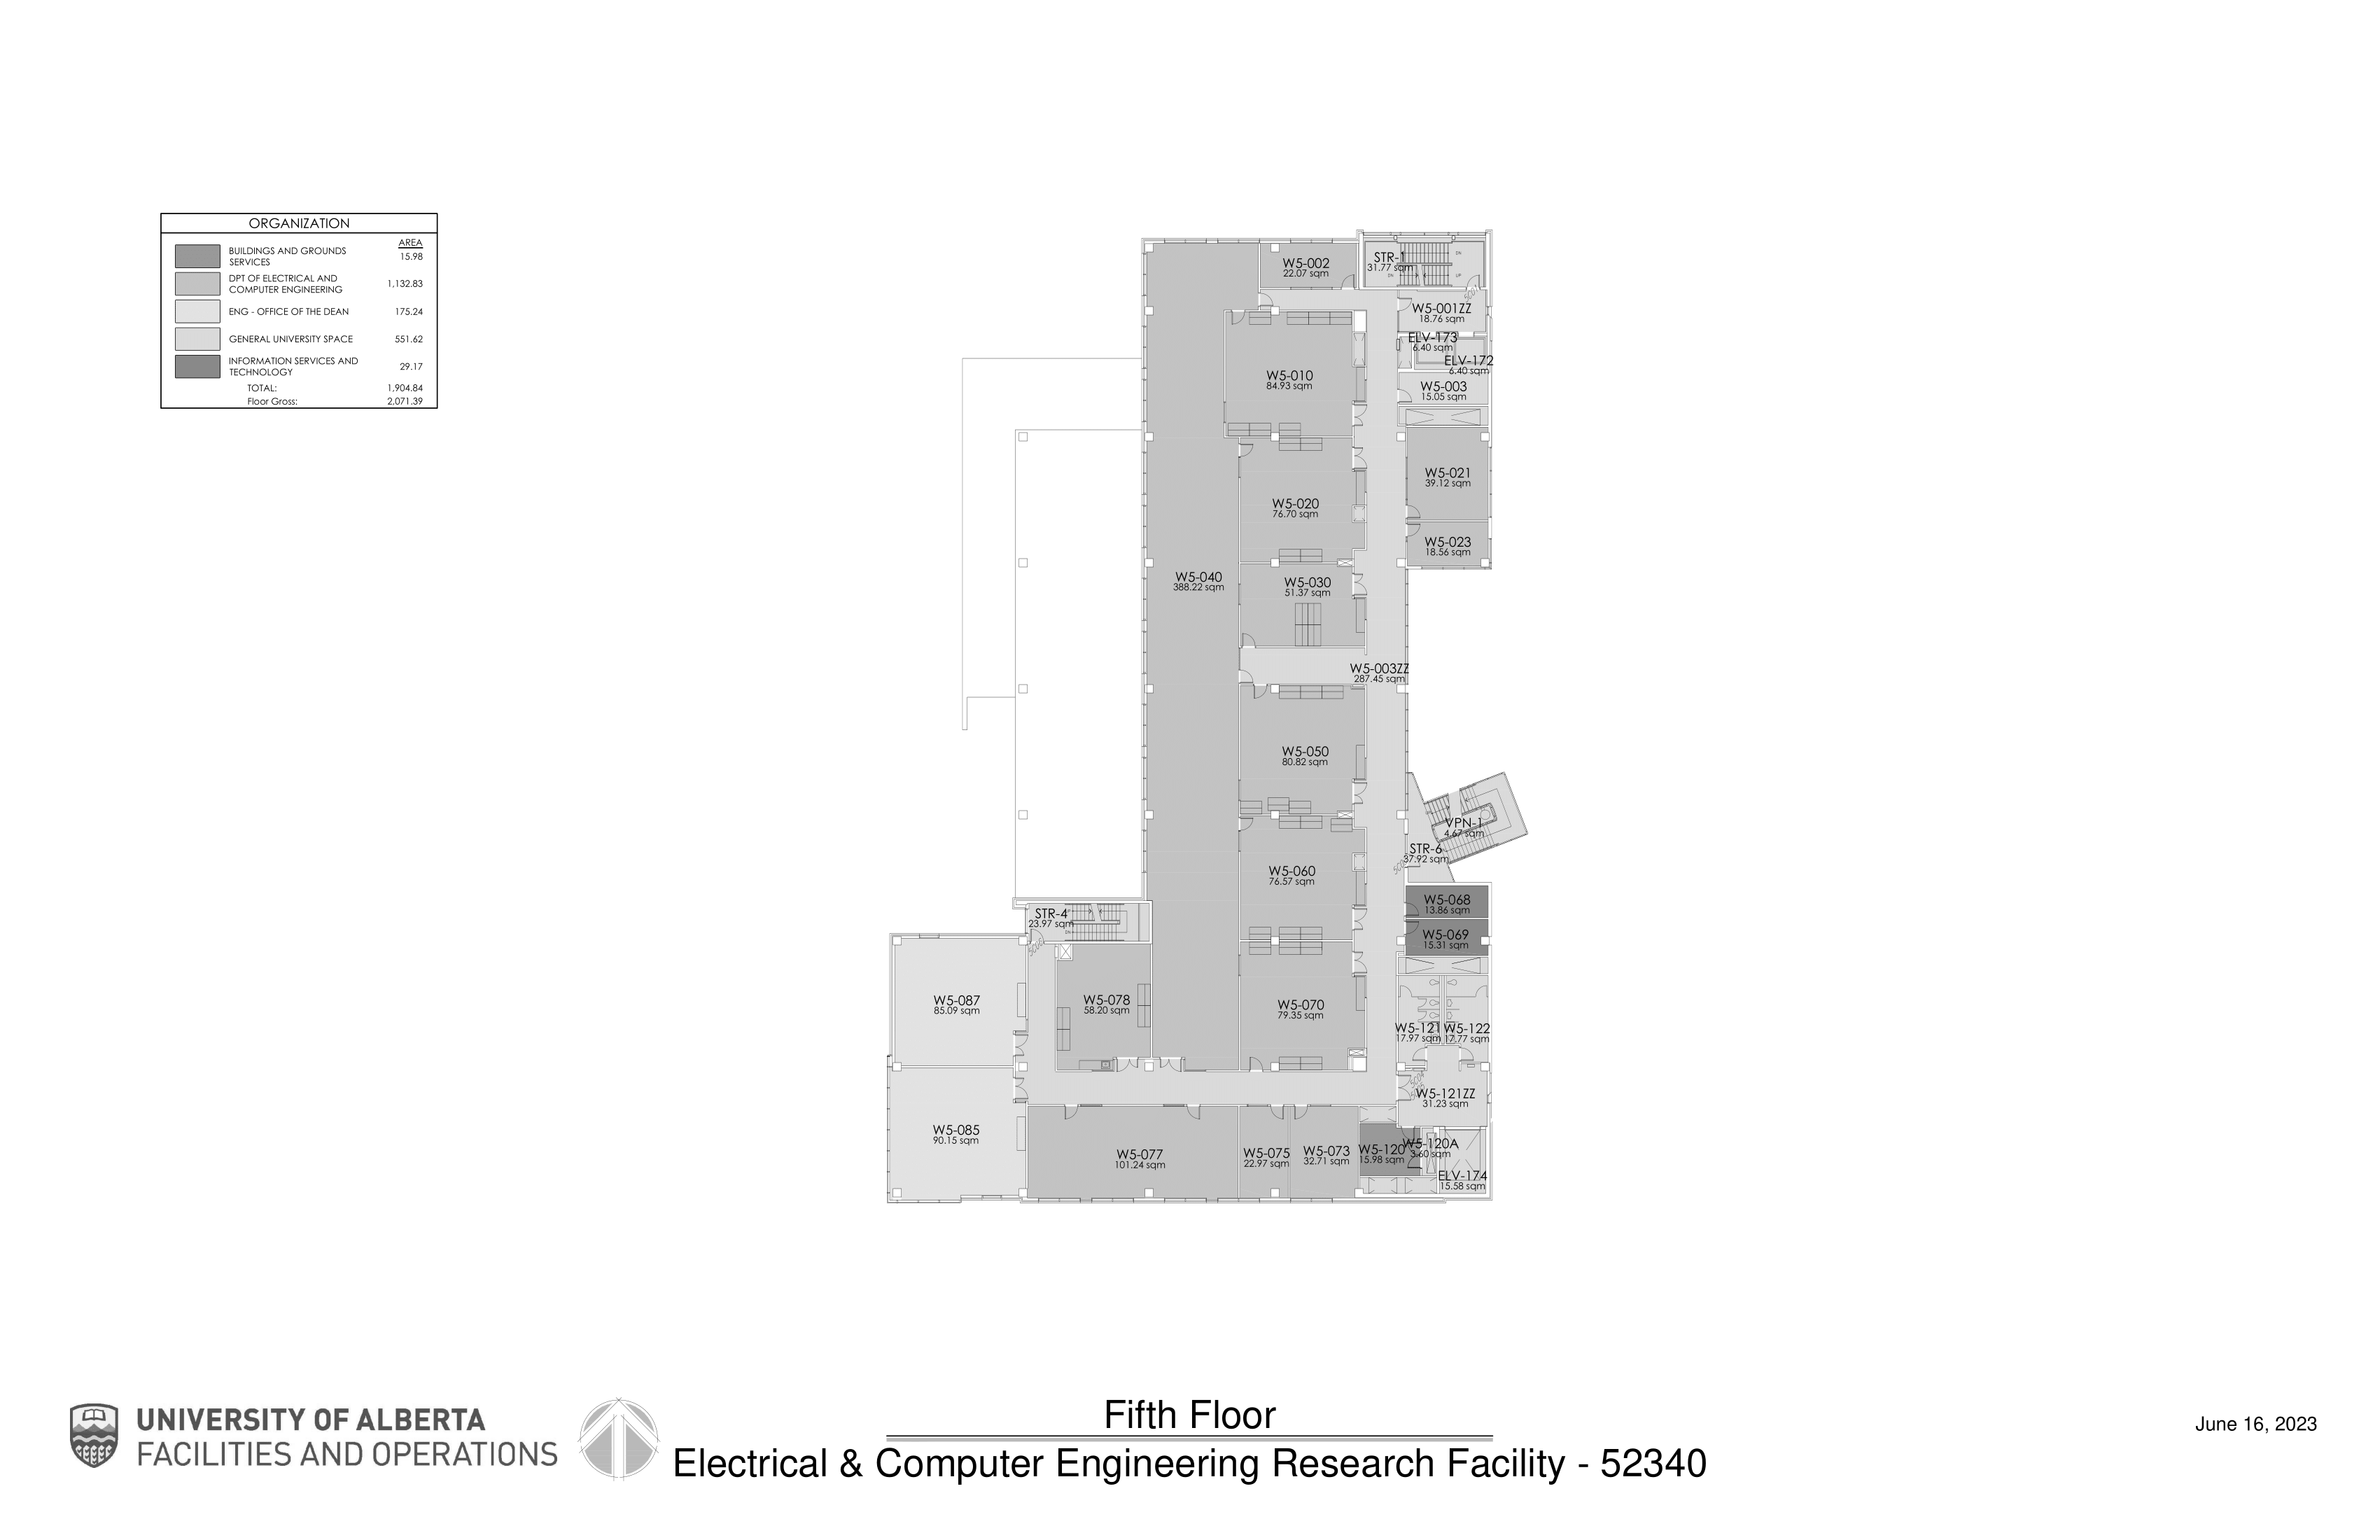 ORGANIZATION
AREA
BUILDINGS AND GROUNDS
SERVICES
15.98
DPT OF ELECTRICAL AND
COMPUTER ENGINEERING
1,132.83
ENG - OFFICE OF THE DEAN
175.24
GENERAL UNIVERSITY SPACE
551.62
INFORMATION SERVICES AND
TECHNOLOGY
29.17
TOTAL:
1,904.84
Floor Gross:
2,071.39
W5-002
22.07 sqm
STR-1
31.77 sqm
DN
DN
UP
W5-001ZZ
18.76 sqm
ELV-173
6.40 sqm
ELV-172
6.40 sqm
W5-010
84.93 sqm
W5-003
15.05 sqm
W5-021
39.12 sqm
W5-020
76.70 sqm
W5-023
18.56 sqm
W5-040
388.22 sqm
W5-030
51.37 sqm
W5-003ZZ
287.45 sqm
W5-050
80.82 sqm
VPN-1
4.67 sqm
STR-6
37.92 sqm
W5-060
76.57 sqm
W5-068
13.86 sqm
STR-4
23.97 sqm
W5-069
15.31 sqm
W5-087
85.09 sqm
W5-078
58.20 sqm
W5-070
79.35 sqm
W5-121
17.97 sqm
W5-122
17.77 sqm
W5-121ZZ
31.23 sqm
W5-085
90.15 sqm
W5-077
101.24 sqm
W5-075
22.97 sqm
W5-073
32.71 sqm
W5-120
15.98 sqm
W5-120A
3.60 sqm
ELV-174
15.58 sqm
UNIVERSITY OF ALBERTA
FACILITIES AND OPERATIONS
Fifth Floor
Electrical & Computer Engineering Research Facility - 52340
June 16, 2023